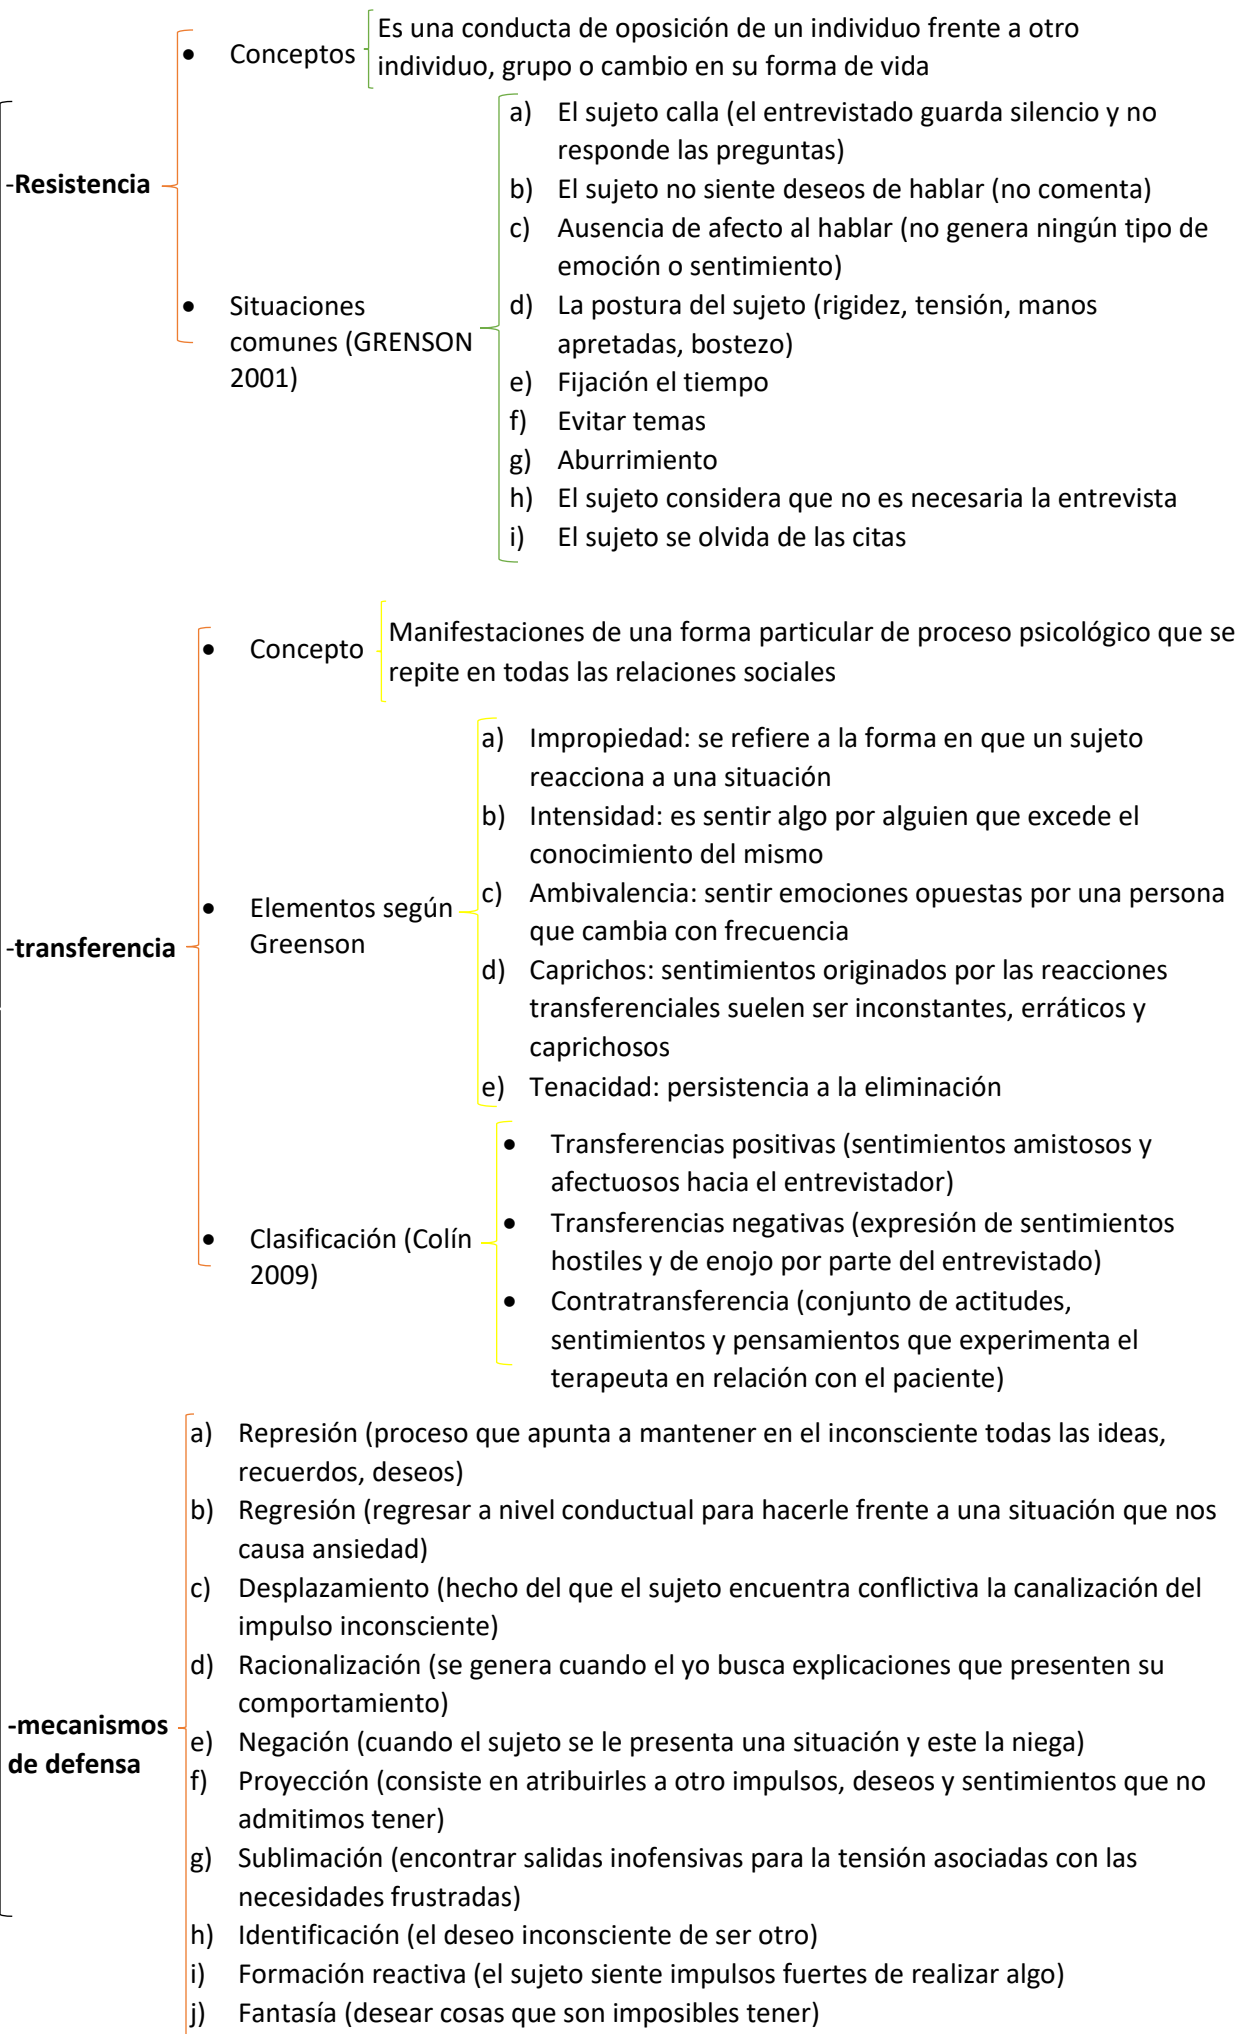 -Resistencia
• Conceptos
Es una conducta de oposición de un individuo frente a otro
individuo, grupo o cambio en su forma de vida
• Situaciones
comunes (GRENSON
2001)
a) El sujeto calla (el entrevistado guarda silencio y no
responde las preguntas)
b) El sujeto no siente deseos de hablar (no comenta)
c) Ausencia de afecto al hablar (no genera ningún tipo de
emoción o sentimiento)
d) La postura del sujeto (rigidez, tensión, manos
apretadas, bostezo)
e) Fijación el tiempo
f) Evitar temas
g) Aburrimiento
h) El sujeto considera que no es necesaria la entrevista
i) El sujeto se olvida de las citas
-transferencia
• Concepto
Manifestaciones de una forma particular de proceso psicológico que se
repite en todas las relaciones sociales
• Elementos según
Greenson
a) Impropiedad: se refiere a la forma en que un sujeto
reacciona a una situación
b) Intensidad: es sentir algo por alguien que excede el
conocimiento del mismo
c) Ambivalencia: sentir emociones opuestas por una persona
que cambia con frecuencia
d) Caprichos: sentimientos originados por las reacciones
transferenciales suelen ser inconstantes, erráticos y
caprichosos
e) Tenacidad: persistencia a la eliminación
• Clasificación (Colín
2009)
• Transferencias positivas (sentimientos amistosos y
afectuosos hacia el entrevistador)
• Transferencias negativas (expresión de sentimientos
hostiles y de enojo por parte del entrevistado)
• Contratransferencia (conjunto de actitudes,
sentimientos y pensamientos que experimenta el
terapeuta en relación con el paciente)
-mecanismos
de defensa
a) Represión (proceso que apunta a mantener en el inconsciente todas las ideas,
recuerdos, deseos)
b) Regresión (regresar a nivel conductual para hacerle frente a una situación que nos
causa ansiedad)
c) Desplazamiento (hecho del que el sujeto encuentra conflictiva la canalización del
impulso inconsciente)
d) Racionalización (se genera cuando el yo busca explicaciones que presenten su
comportamiento)
e) Negación (cuando el sujeto se le presenta una situación y este la niega)
f) Proyección (consiste en atribuirles a otro impulsos, deseos y sentimientos que no
admitimos tener)
g) Sublimación (encontrar salidas inofensivas para la tensión asociadas con las
necesidades frustradas)
h) Identificación (el deseo inconsciente de ser otro)
i) Formación reactiva (el sujeto siente impulsos fuertes de realizar algo)
j) Fantasía (desear cosas que son imposibles tener)